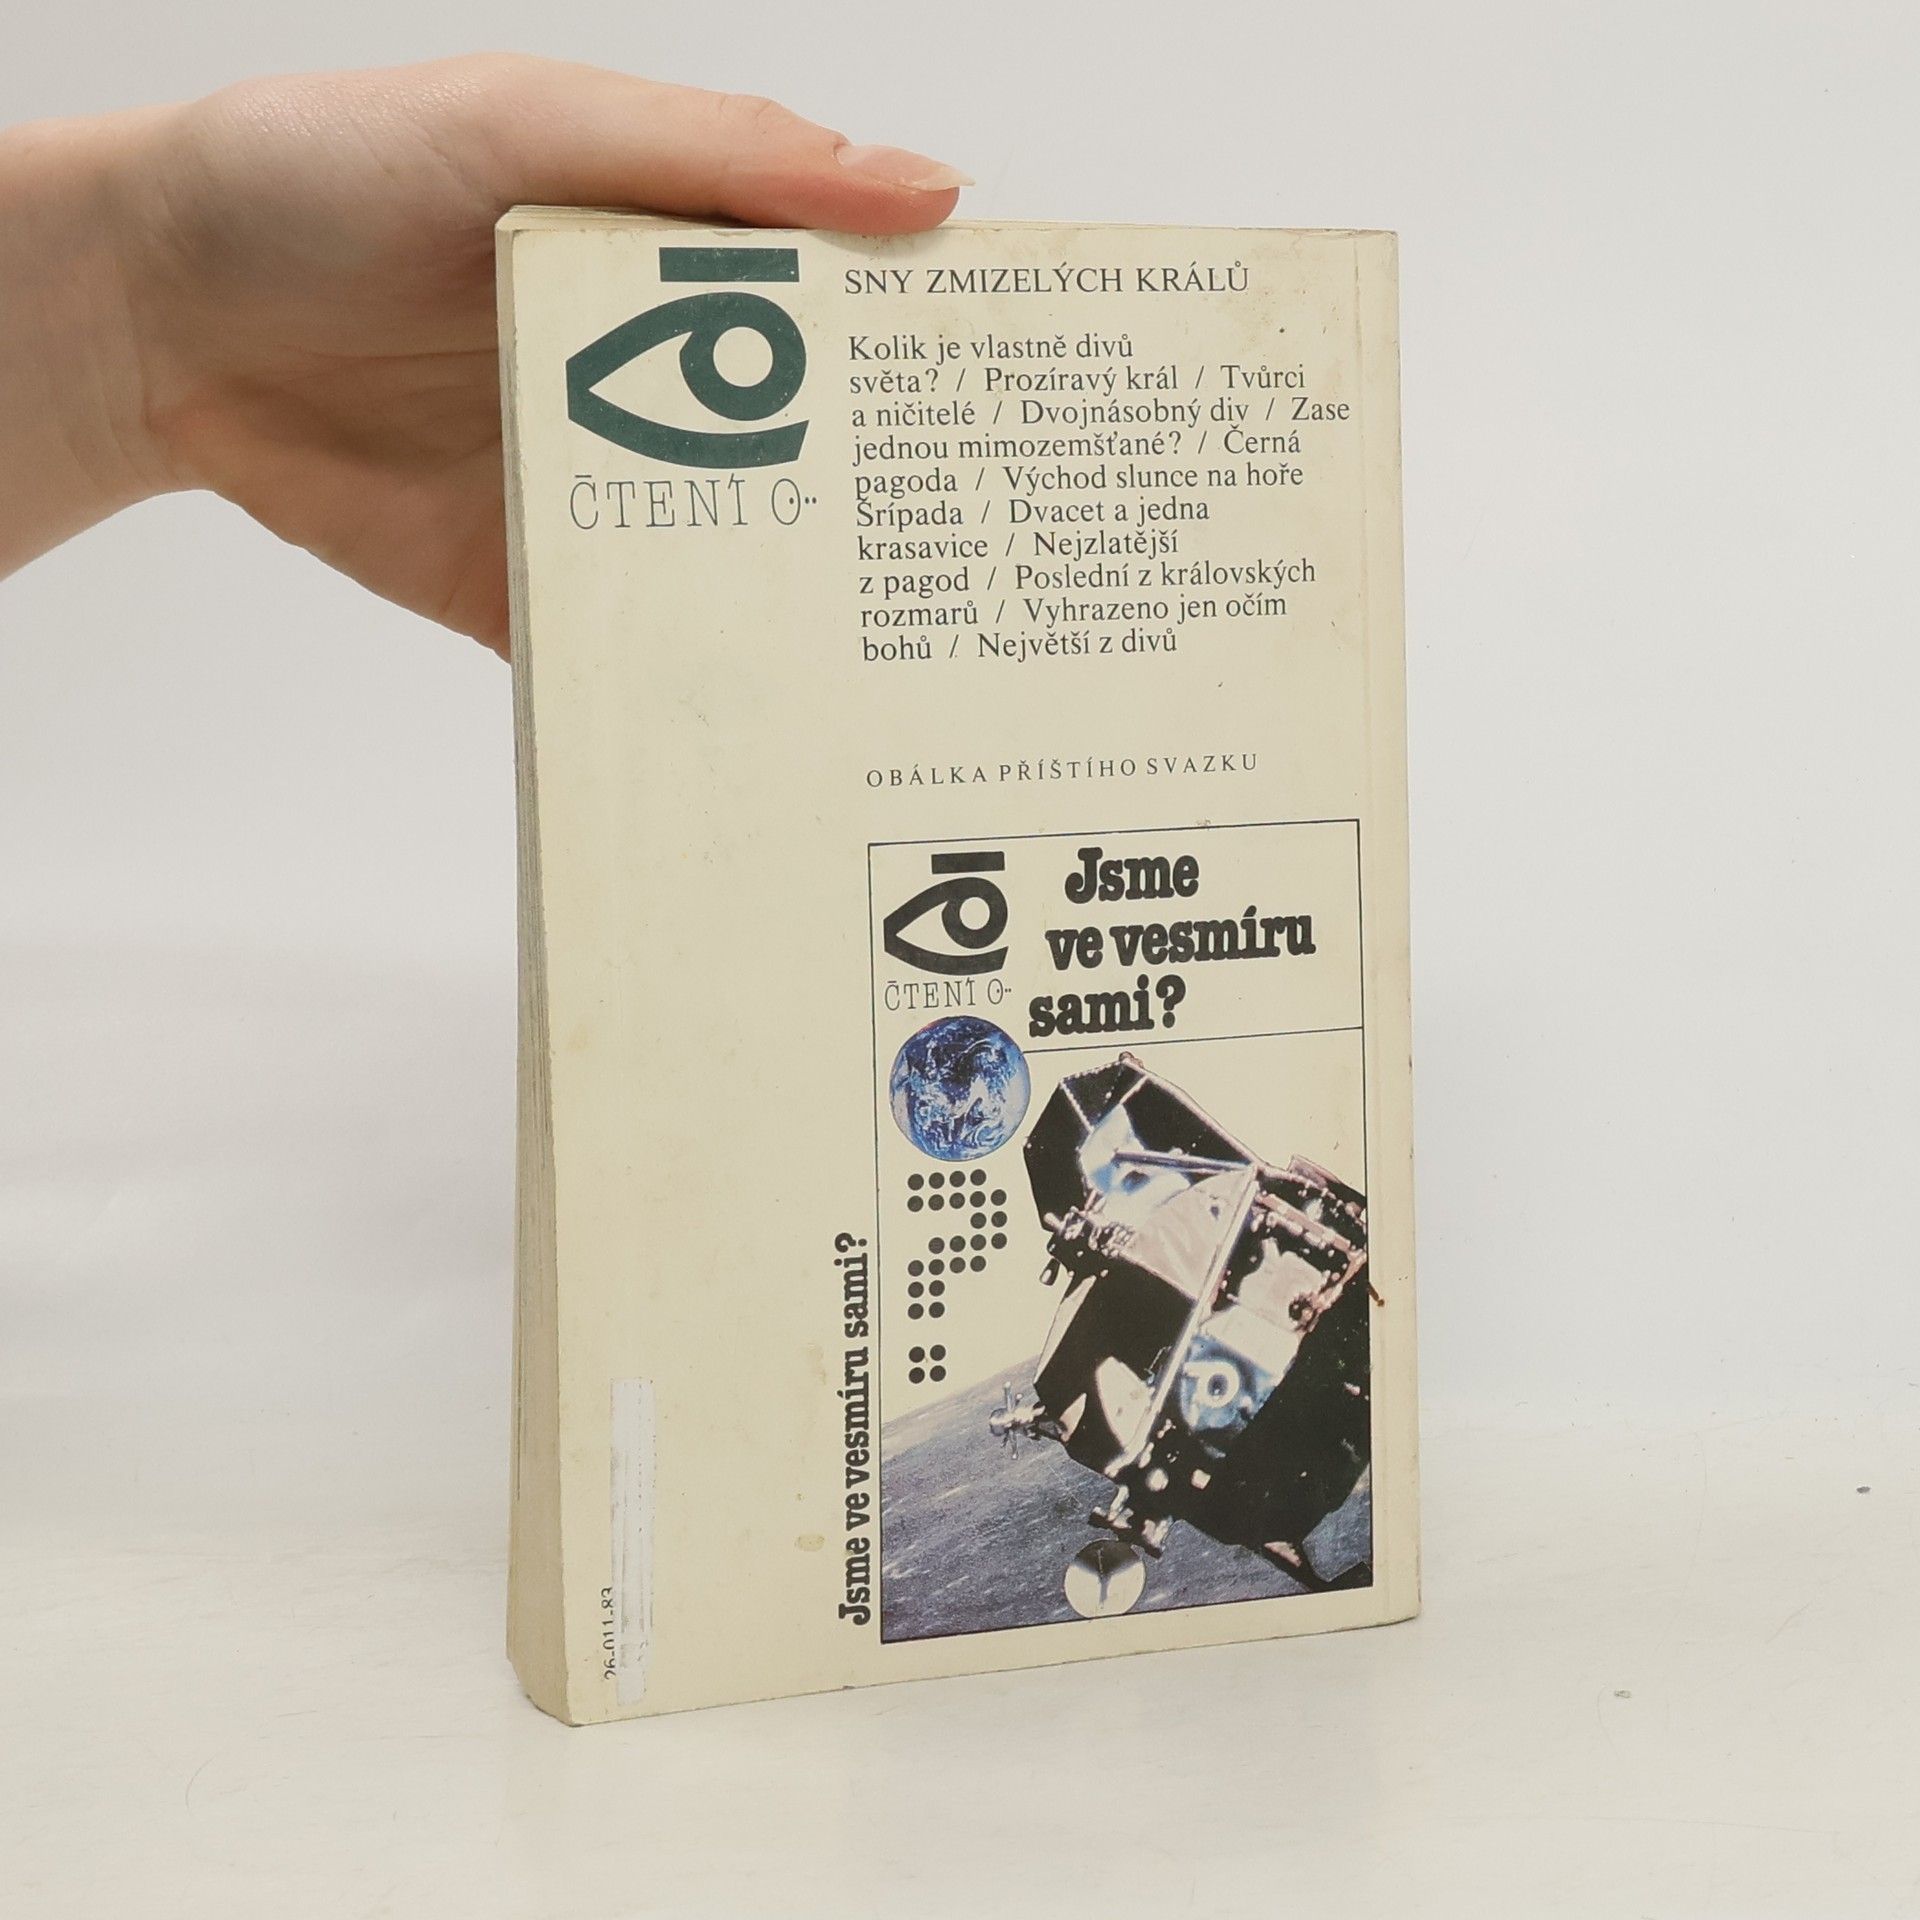 ČTENÍ O··
SNY ZMIZELÝCH KRÁLŮ
Kolik je vlastně divů
světa? / Prozíravý král / Tvůrci
a ničitelé / Dvojnásobný div / Zase
jednou mimozemšťané? / Černá
pagoda / Východ slunce na hoře
Šrípada / Dvacet a jedna
krasavice / Nejzlatější
z pagod / Poslední z královských
rozmarů / Vyhrazeno jen očím
bohů / Největší z divů
OBÁLKA PŘÍŠTÍHO SVAZKU
Jsme
ve vesmíru
sami?
ČTENÍ O··
Jsme ve vesmíru sami?
26-011-83